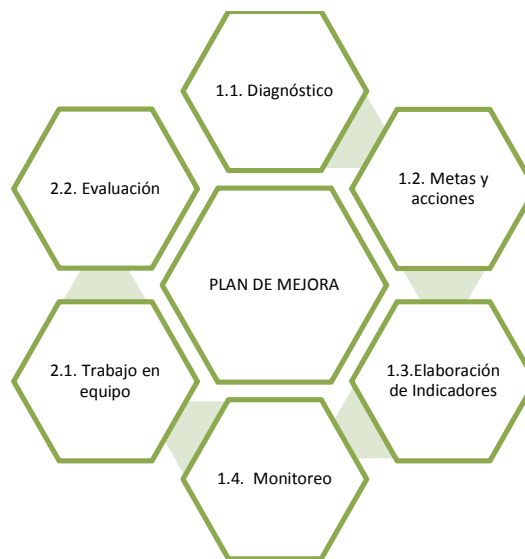 1.1. Diagnóstico
1.2. Metas y
acciones
2.2. Evaluación
PLAN DE MEJORA
2.1. Trabajo en
equipo
1.3.Elaboración
de Indicadores
1.4. Monitoreo